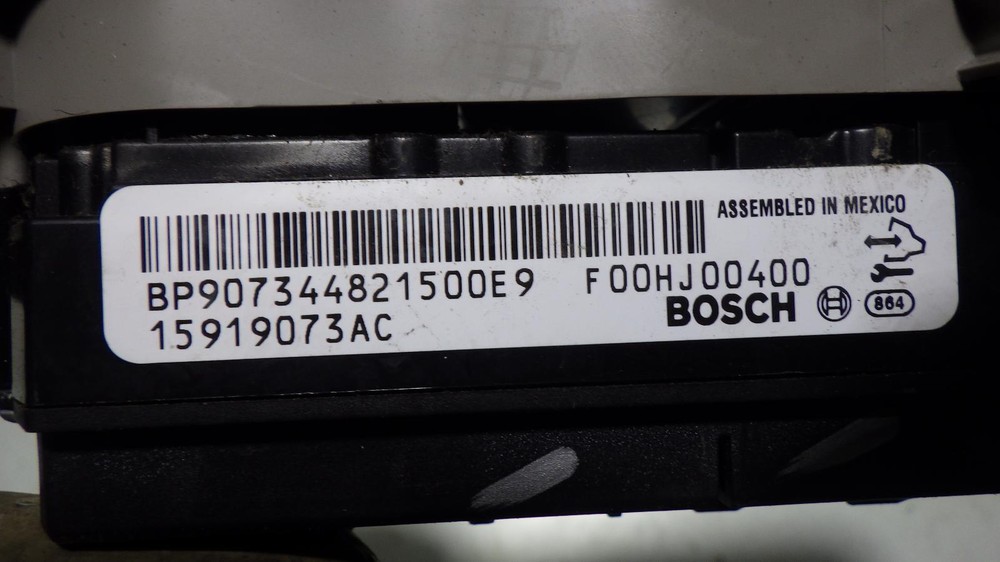 ASSEMBLED IN MEXICO
BP907344821500E9 F00HJ00400
15919073AC BOSCH 864